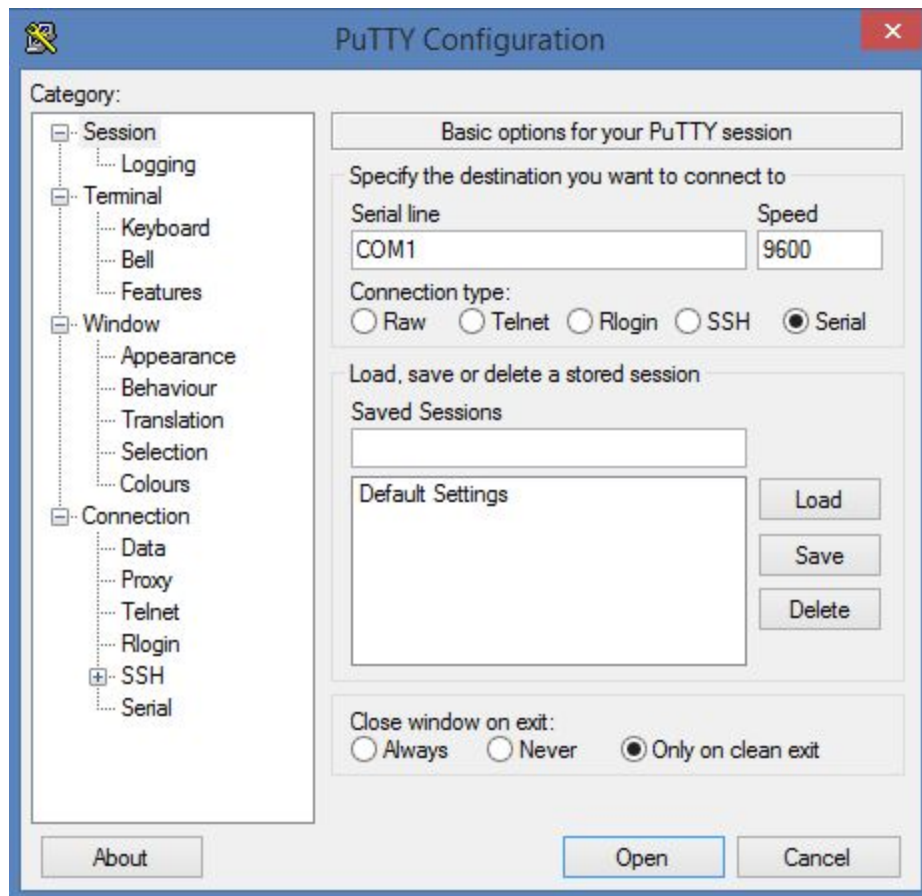 PuTTY Configuration
Category:
Session
Logging
Terminal
Keyboard
Bell
Features
Window
Appearance
Behaviour
Translation
Selection
Colours
Connection
Data
Proxy
Telnet
Rlogin
SSH
Serial
Basic options for your PuTTY session
Specify the destination you want to connect to
Serial line Speed
COM1 9600
Connection type:
Raw Telnet Rlogin SSH Serial
Load, save or delete a stored session
Saved Sessions
Default Settings
Load
Save
Delete
Close window on exit:
Always Never Only on clean exit
About Open Cancel